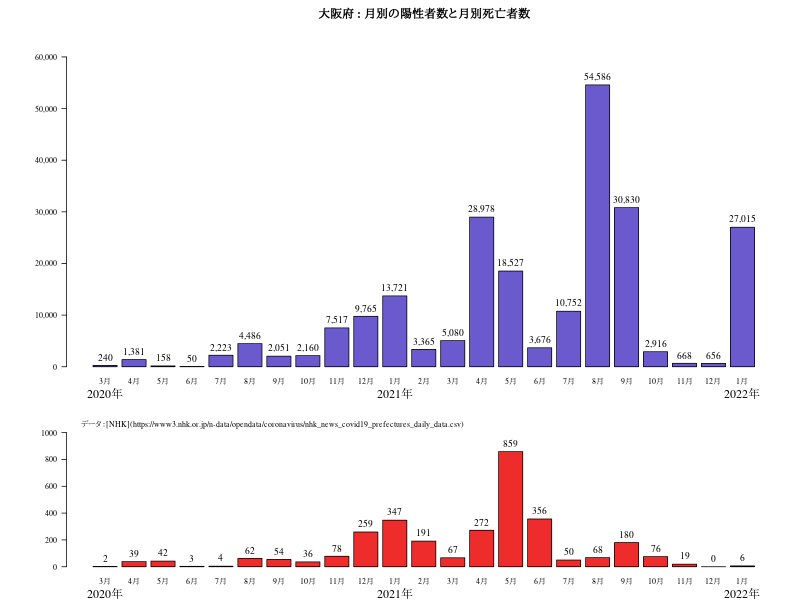 大阪府 : 月別の陽性者数と月別死亡者数
60,000
50,000
40,000
30,000
20,000
10,000
0
240 1,381 158 50 2,223 4,486 2,051 2,160 7,517 9,765 13,721 3,365 5,080 28,978 18,527 3,676 10,752 54,586 30,830 2,916 668 656 27,015
3月 4月 5月 6月 7月 8月 9月 10月 11月 12月 1月 2月 3月 4月 5月 6月 7月 8月 9月 10月 11月 12月 1月
2020年 2021年 2022年
データ : [NHK](https://www3.nhk.or.jp/n-data/opendata/coronavirus/nhk_news_covid19_prefectures_daily_data.csv)
1000
800
600
400
200
0
2 39 42 3 4 62 54 36 78 259 347 191 67 272 859 356 50 68 180 76 19 0 6
3月 4月 5月 6月 7月 8月 9月 10月 11月 12月 1月 2月 3月 4月 5月 6月 7月 8月 9月 10月 11月 12月 1月
2020年 2021年 2022年